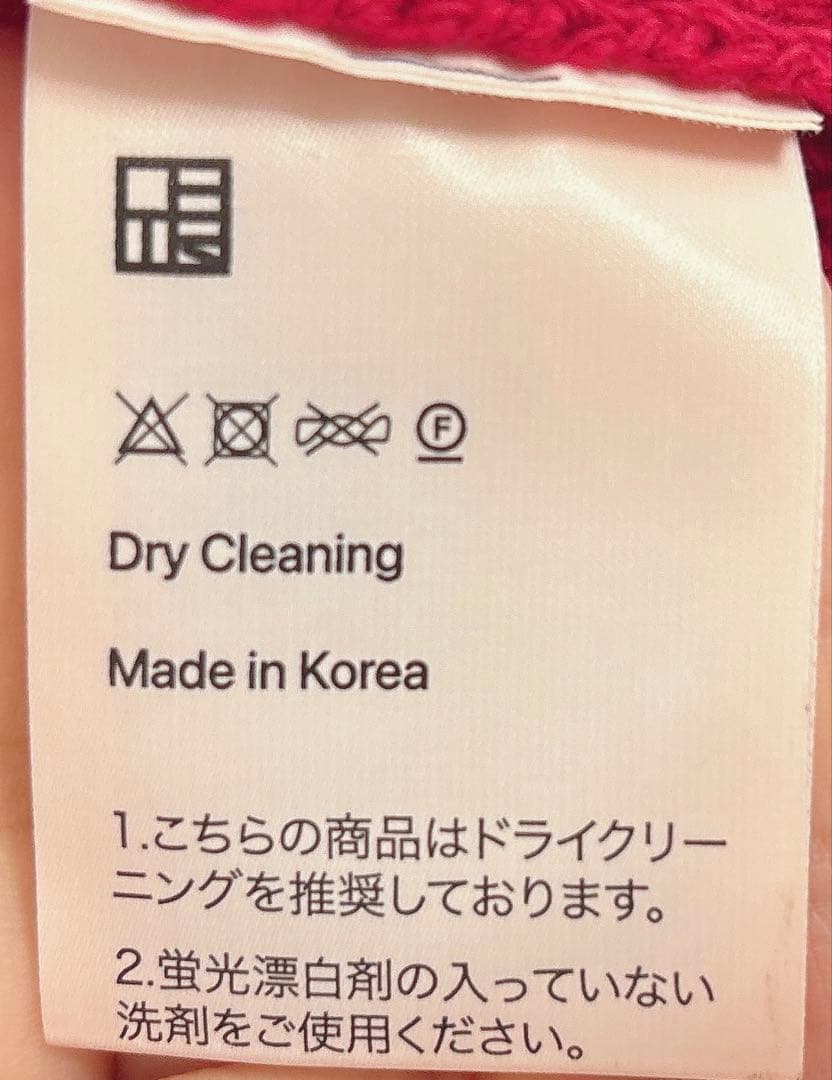 F
Dry Cleaning
Made in Korea
1.こちらの商品はドライクリー
ニングを推奨しております。
2.蛍光漂白剤の入っていない
洗剤をご使用ください。